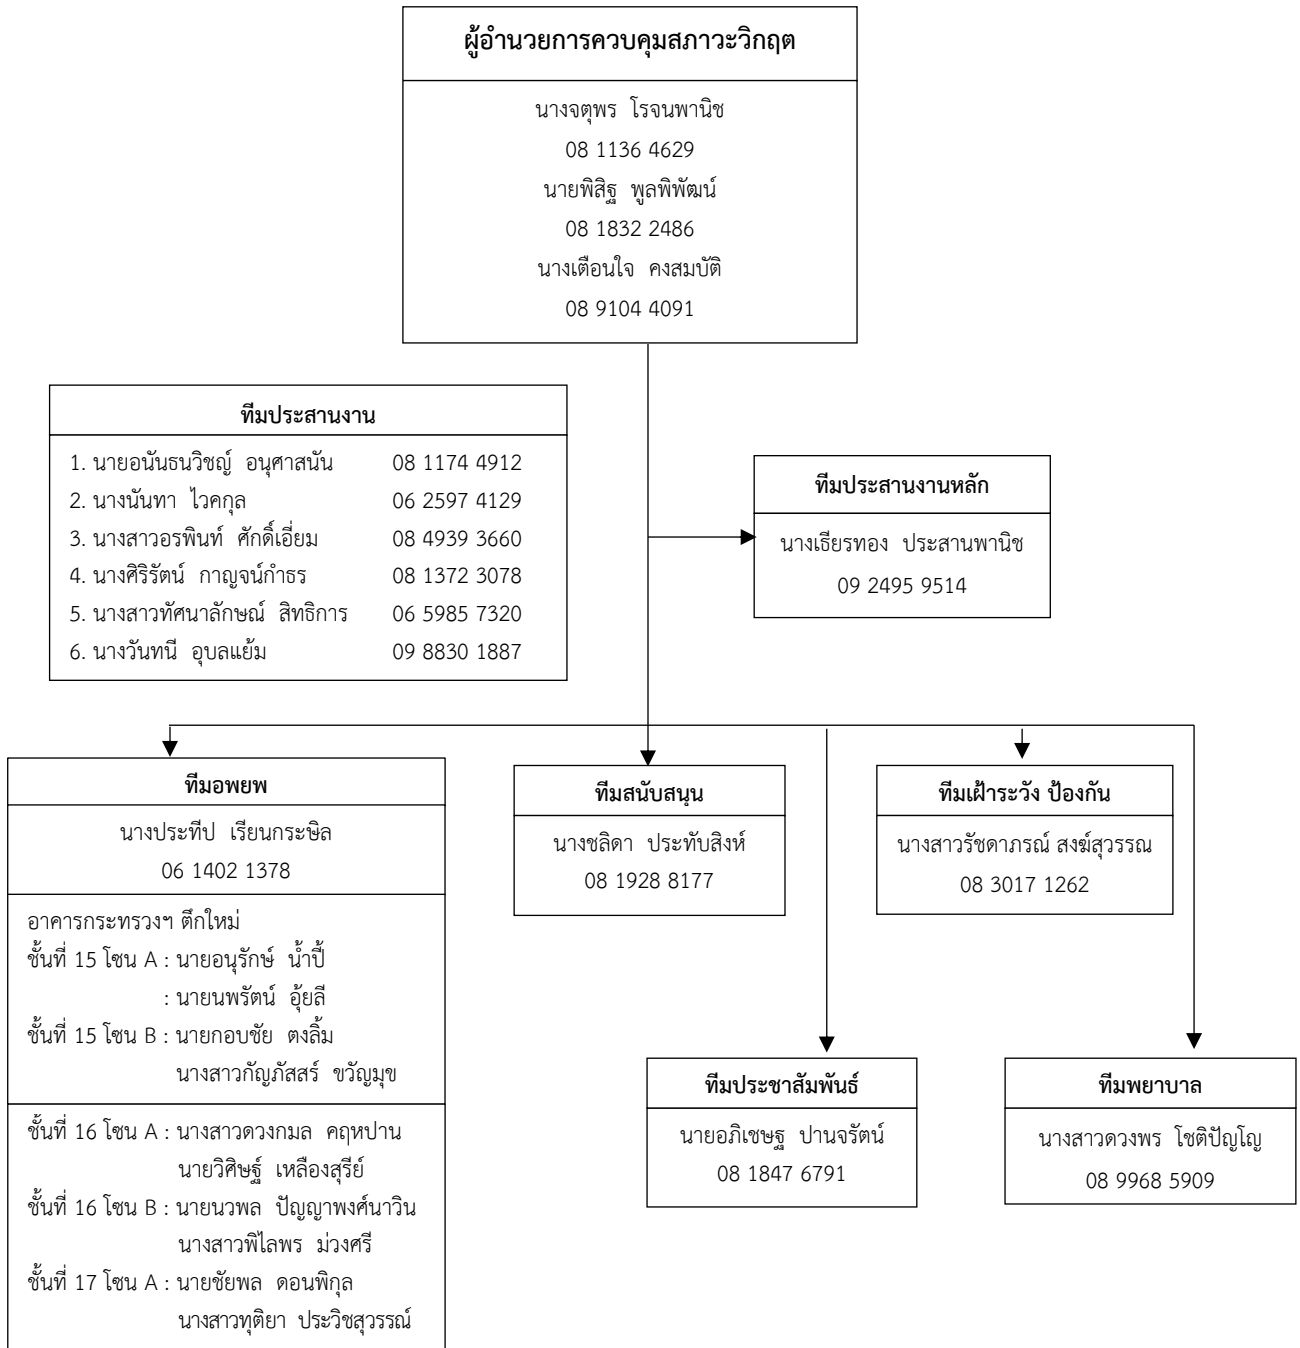 ผู้อำนวยการควบคุมสภาวะวิกฤต
นางจตุพร โรจนพานิช
08 1136 4629
นายพิสิฐ พูลพิพัฒน์
08 1832 2486
นางเตือนใจ คงสมบัติ
08 9104 4091
ทีมประสานงาน
1. นายอนันธนวิชญ์ อนุศาสนัน 08 1174 4912
2. นางนันทา ไวคกุล 06 2597 4129
3. นางสาวอรพินท์ ศักดิ์เอี่ยม 08 4939 3660
4. นางศิริรัตน์ กาญจน์กำธร 08 1372 3078
5. นางสาวทัศนาลักษณ์ สิทธิการ 06 5985 7320
6. นางวันทนี อุบลแย้ม 09 8830 1887
ทีมประสานงานหลัก
นางเธียรทอง ประสานพานิช
09 2495 9514
ทีมอพยพ
นางประทีป เรียนกระษิล
06 1402 1378
อาคารกระทรวงฯ ตึกใหม่
ชั้นที่ 15 โซน A : นายอนุรักษ์ น้ำปี้
: นายนพรัตน์ อุ้ยลี
ชั้นที่ 15 โซน B : นายกอบชัย ตงลิ้ม
นางสาวกัญภัสสร์ ขวัญมุข
ชั้นที่ 16 โซน A : นางสาวดวงกมล คฤหปาน
นายวิศิษฐ์ เหลืองสุรีย์
ชั้นที่ 16 โซน B : นายนวพล ปัญญาพงศ์นาวิน
นางสาวพิไลพร ม่วงศรี
ชั้นที่ 17 โซน A : นายชัยพล ดอนพิกุล
นางสาวทุติยา ประวิชสุวรรณ์
ทีมสนับสนุน
นางชลิดา ประทับสิงห์
08 1928 8177
ทีมเฝ้าระวัง ป้องกัน
นางสาวรัชดาภรณ์ สงฆ์สุวรรณ
08 3017 1262
ทีมประชาสัมพันธ์
นายอภิเชษฐ ปานจรัตน์
08 1847 6791
ทีมพยาบาล
นางสาวดวงพร โชติปัญโญ
08 9968 5909